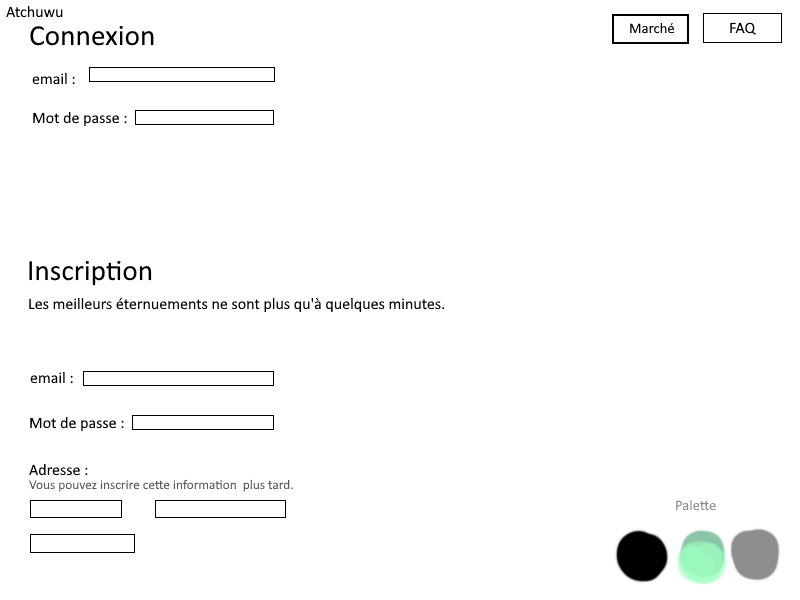 Atchuwu
Connexion
Marché
FAQ
email :
Mot de passe :
Inscription
Les meilleurs éternuements ne sont plus qu'à quelques minutes.
email :
Mot de passe :
Adresse :
Vous pouvez inscrire cette information  plus tard.
Palette